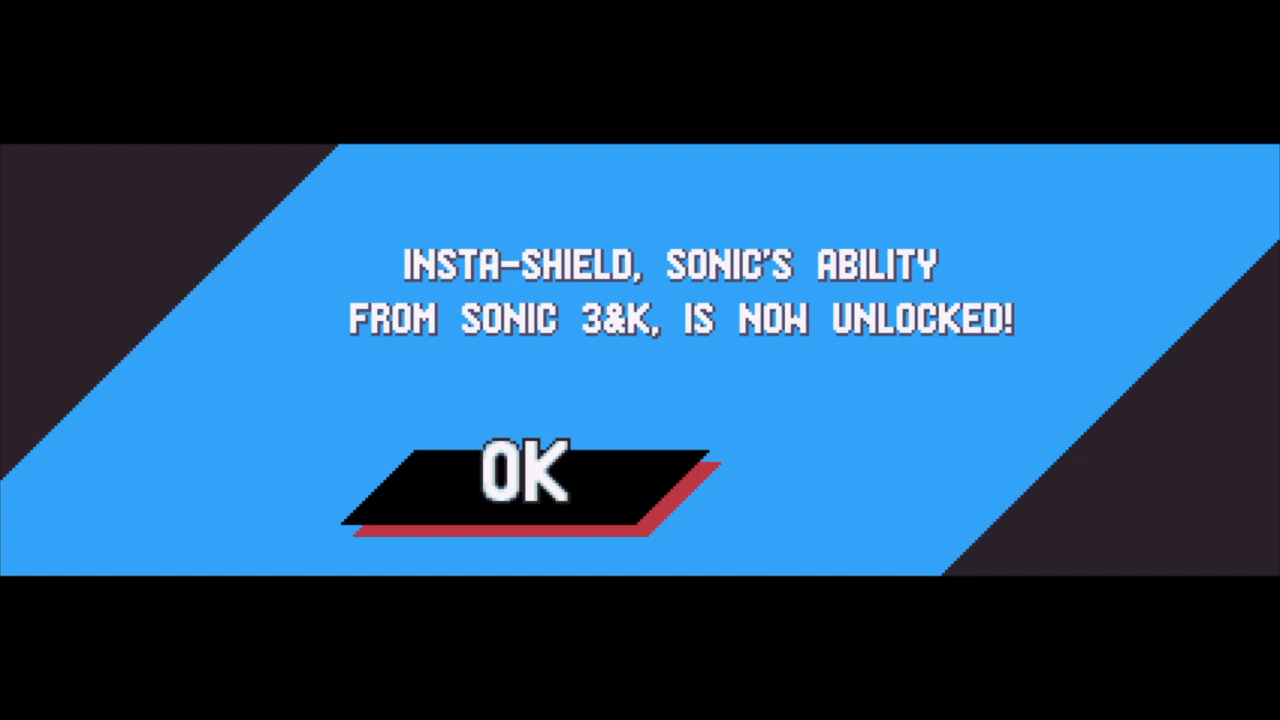 INSTA-SHIELD, SONIC'S ABILITY
FROM SONIC 3&K, IS NOW UNLOCKED!
OK